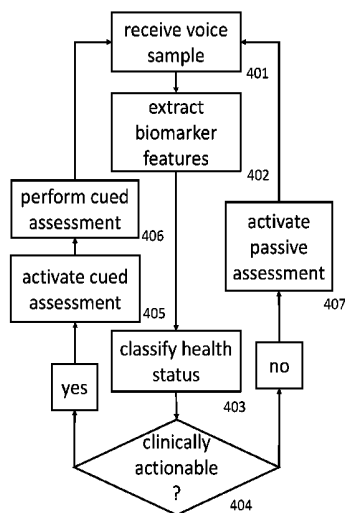 receive voice
sample
401
extract
biomarker
features
402
perform cued
assessment
406
activate
passive
assessment
407
activate cued
assessment
405
classify health
status
403
yes
no
clinically
actionable
?
404